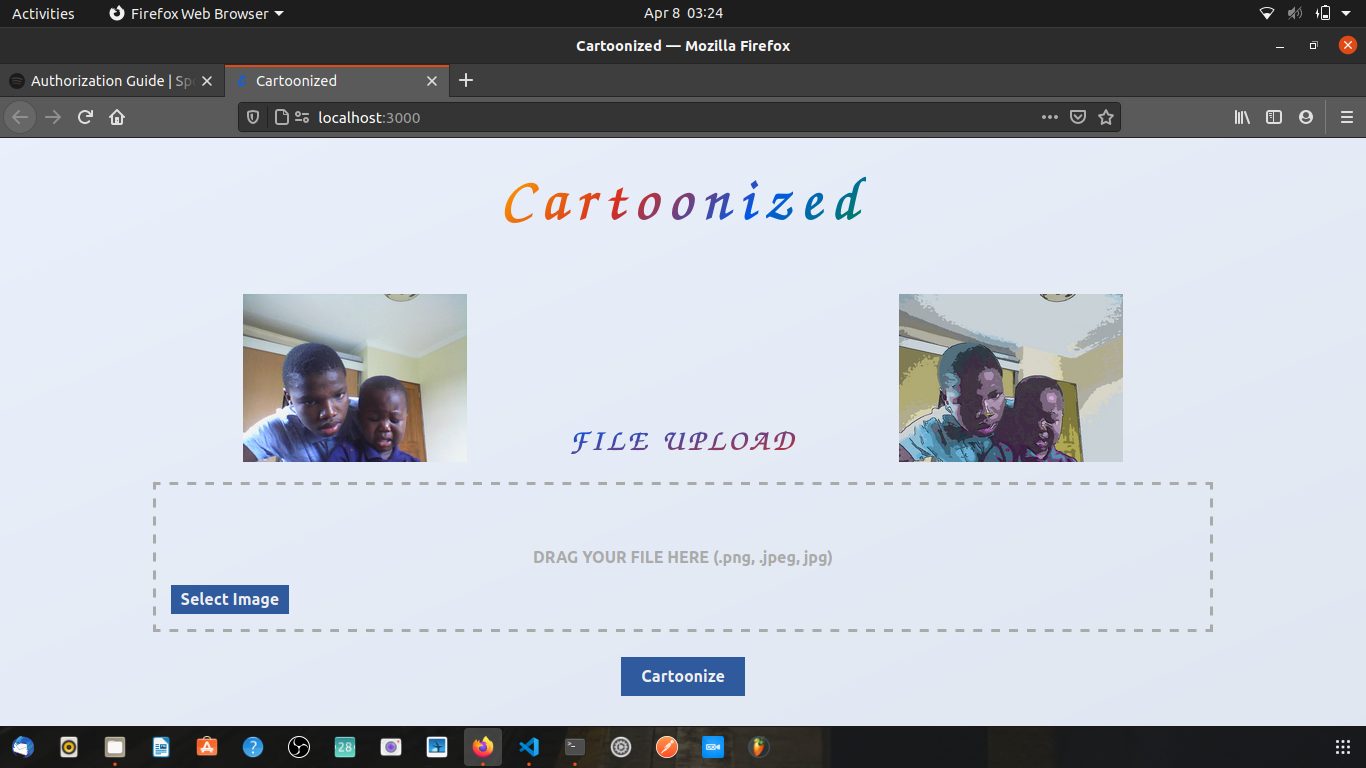 Activities
Firefox Web Browser
Apr 8 03:24
Cartoonized — Mozilla Firefox
Authorization Guide | Spo
Cartoonized
localhost:3000
Cartoonized
FILE UPLOAD
DRAG YOUR FILE HERE (.png, .jpeg, jpg)
Select Image
Cartoonize
28